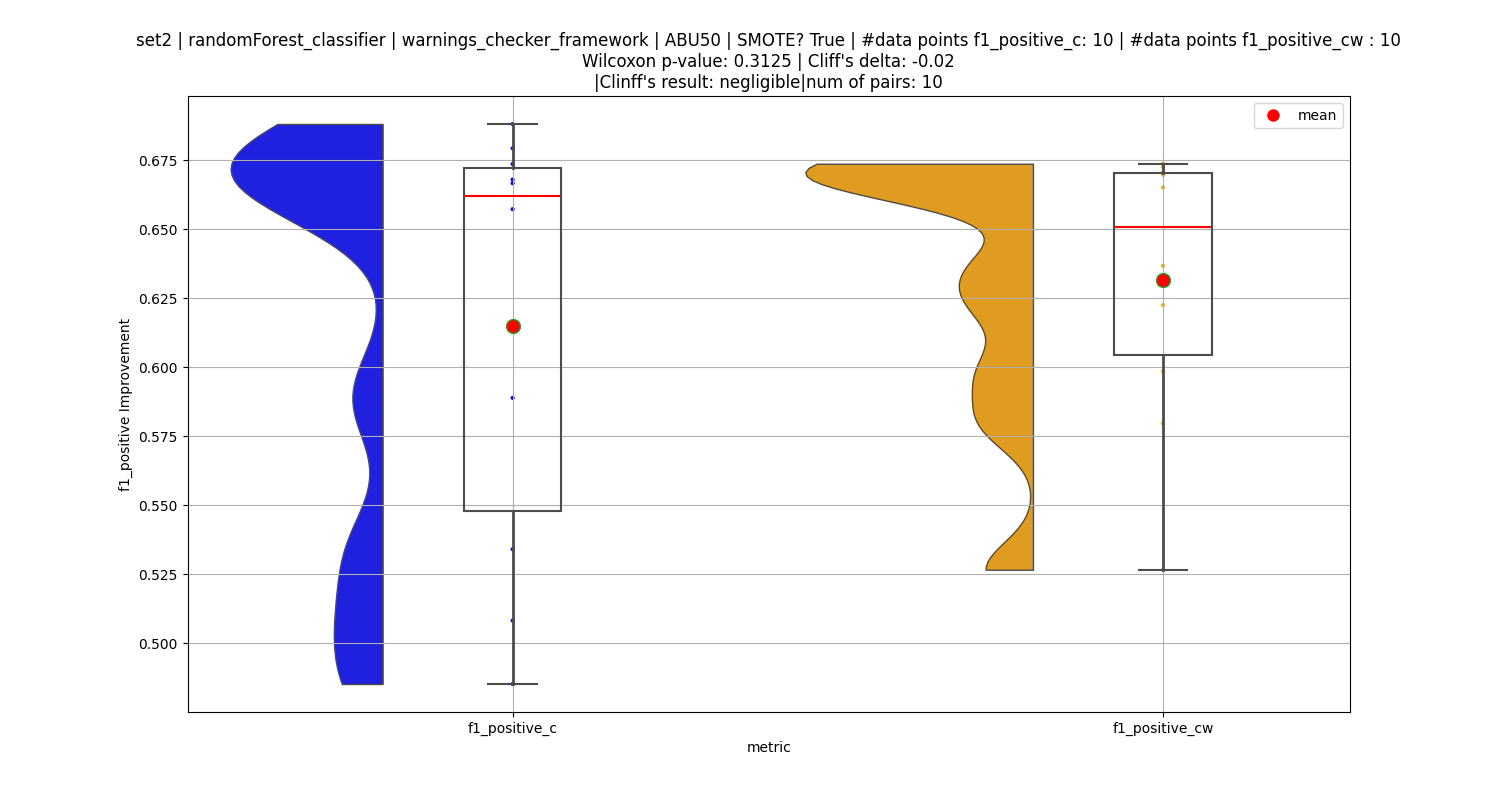 set2 | randomForest_classifier | warnings_checker_framework | ABU50 | SMOTE? True | #data points f1_positive_c: 10 | #data points f1_positive_cw : 10
Wilcoxon p-value: 0.3125 | Cliff's delta: -0.02
|Clinff's result: negligible|num of pairs: 10
mean
0.675
0.650
0.625
0.600
0.575
0.550
0.525
0.500
f1_positive Improvement
f1_positive_c
f1_positive_cw
metric